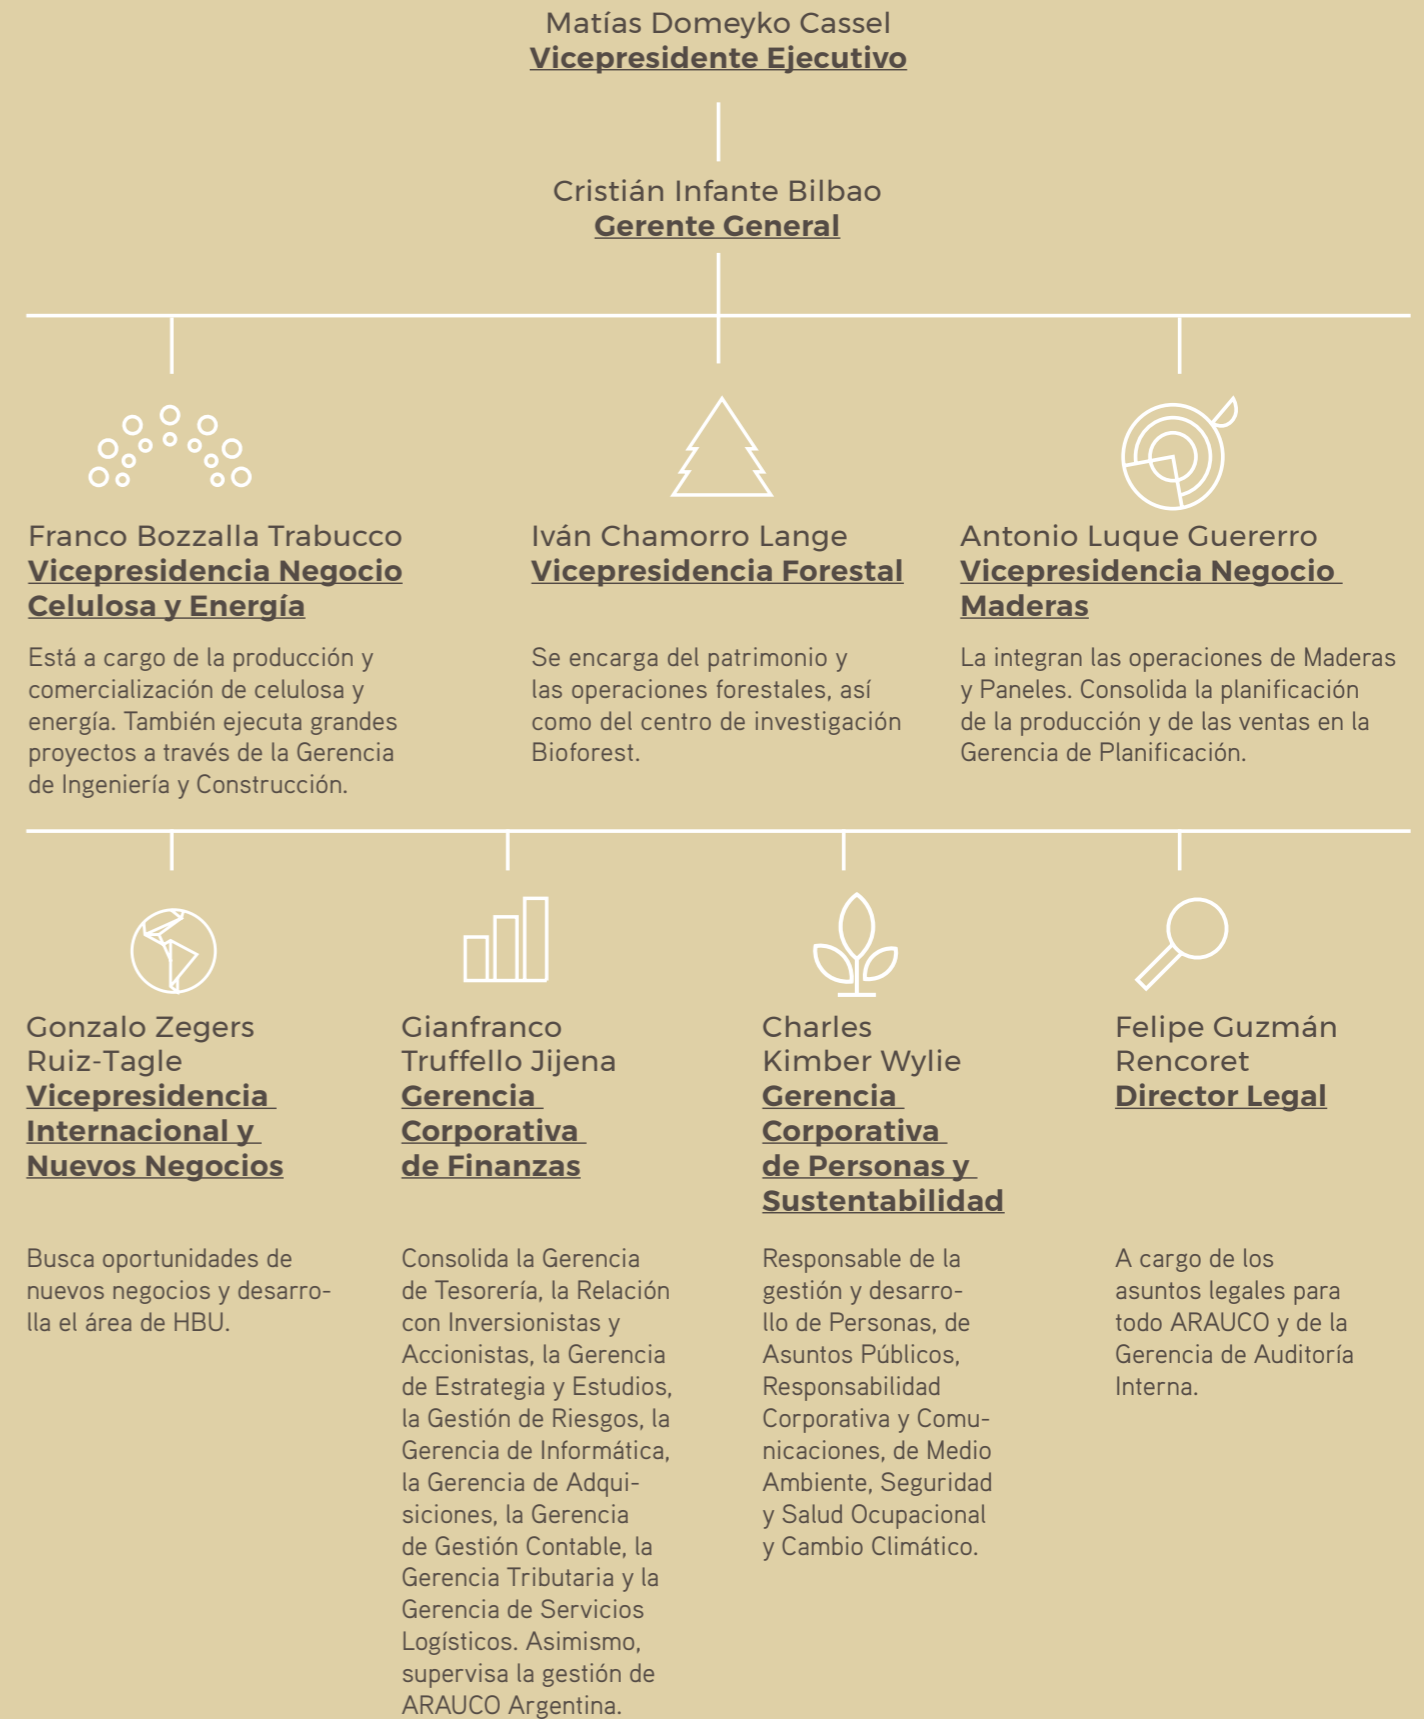 Matías Domeyko Cassel
Vicepresidente Ejecutivo
Cristián Infante Bilbao
Gerente General
Franco Bozzalla Trabucco
Vicepresidencia Negocio
Celulosa y Energía
Está a cargo de la producción y
comercialización de celulosa y
energía. También ejecuta grandes
proyectos a través de la Gerencia
de Ingeniería y Construcción.
Iván Chamorro Lange
Vicepresidencia Forestal
Se encarga del patrimonio y
las operaciones forestales, así
como del centro de investigación
Bioforest.
Antonio Luque Guererro
Vicepresidencia Negocio
Maderas
La integran las operaciones de Maderas
y Paneles. Consolida la planificación
de la producción y de las ventas en la
Gerencia de Planificación.
Gonzalo Zegers
Ruiz-Tagle
Vicepresidencia
Internacional y
Nuevos Negocios
Busca oportunidades de
nuevos negocios y desarro-
lla el área de HBU.
Gianfranco
Truffello Jijena
Gerencia
Corporativa
de Finanzas
Consolida la Gerencia
de Tesorería, la Relación
con Inversionistas y
Accionistas, la Gerencia
de Estrategia y Estudios,
la Gestión de Riesgos, la
Gerencia de Informática,
la Gerencia de Adqui-
siciones, la Gerencia
de Gestión Contable, la
Gerencia Tributaria y la
Gerencia de Servicios
Logísticos. Asimismo,
supervisa la gestión de
ARAUCO Argentina.
Charles
Kimber Wylie
Gerencia
Corporativa
de Personas y
Sustentabilidad
Responsable de la
gestión y desarro-
llo de Personas, de
Asuntos Públicos,
Responsabilidad
Corporativa y Comu-
nicaciones, de Medio
Ambiente, Seguridad
y Salud Ocupacional
y Cambio Climático.
Felipe Guzmán
Rencoret
Director Legal
A cargo de los
asuntos legales para
todo ARAUCO y de la
Gerencia de Auditoría
Interna.